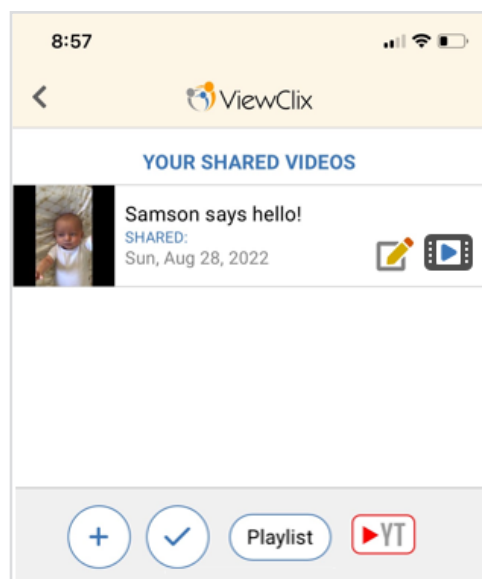 8:57
ViewClix
YOUR SHARED VIDEOS
Samson says hello!
SHARED:
Sun, Aug 28, 2022
Playlist
YT